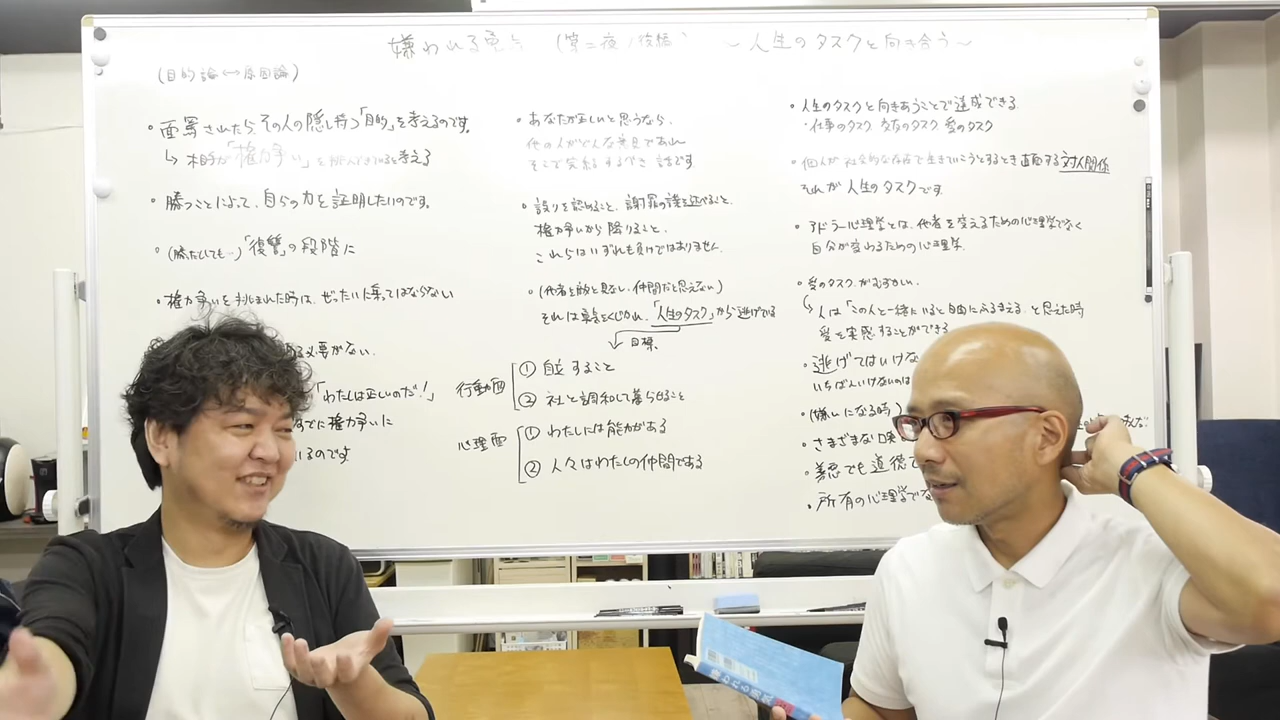 嫌われる勇気 (第二夜/後編) ～人生のタスクと向き合う～
(目的論↔原因論)
・面罵されたら、その人の隠し持つ「目的」を考えるのです。
↳相手が「権力争い」を挑んできていると考える
・勝つことによって、自らの力を証明したいのです。
・「復讐」の段階に
・権力争いを挑まれた時は、ぜったいに乗ってはならない
必要がない.
「わたしは正しいのだ!」
すでに権力争いに
いるのです
・あなたが正しいと思うなら、
他の人がどんな意見であれ
そこで完結するべき話です
・誤りを認めること、謝罪の言葉を述べること、
権力争いから降りること、
これらはいずれも負けではありません.
・(他者を敵と見なし、仲間だと思えない)
それは勇気をくじかれ、「人生のタスク」から逃げている
目標
行動面
① 自立すること
② 社と調和して暮らせること
心理面
① わたしには能力がある
② 人々はわたしの仲間である
・人生のタスクと向きあうことで達成できる.
・仕事のタスク 交友のタスク 愛のタスク
・個人が社会的な存在で生きていこうとするとき直面する対人関係
それが人生のタスクです.
・アドラー心理学とは、他者を変えるための心理学でなく
自分が変わるための心理学.
・愛のタスクがむずかしい.
↳人は「この人と一緒にいると自由にふるまえる」と思えた時
愛を実感することができる
・逃げてはいけな
いちばんいけないのは
・(嫌いになる時
・さまざまな口実
・善悪でも道徳で
・所有の心理学でな
嫌われる勇気